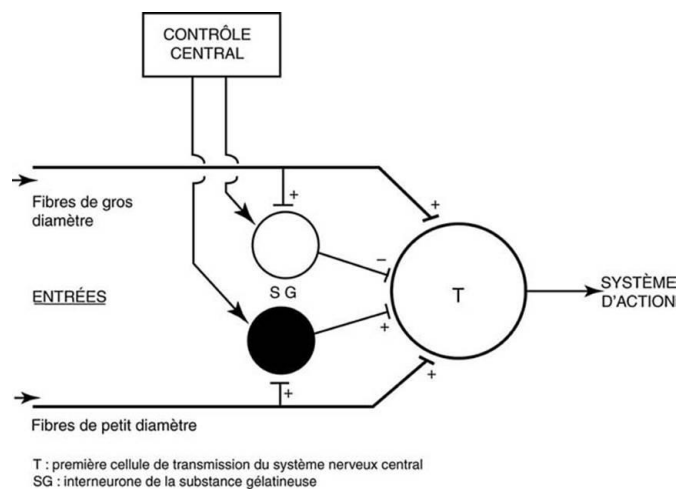 CONTRÔLE
CENTRAL
+
Fibres de gros
diamètre
+
–
ENTRÉES
S G
T
SYSTÈME
D'ACTION
+
+
+
Fibres de petit diamètre
T : première cellule de transmission du système nerveux central
SG : interneurone de la substance gélatineuse